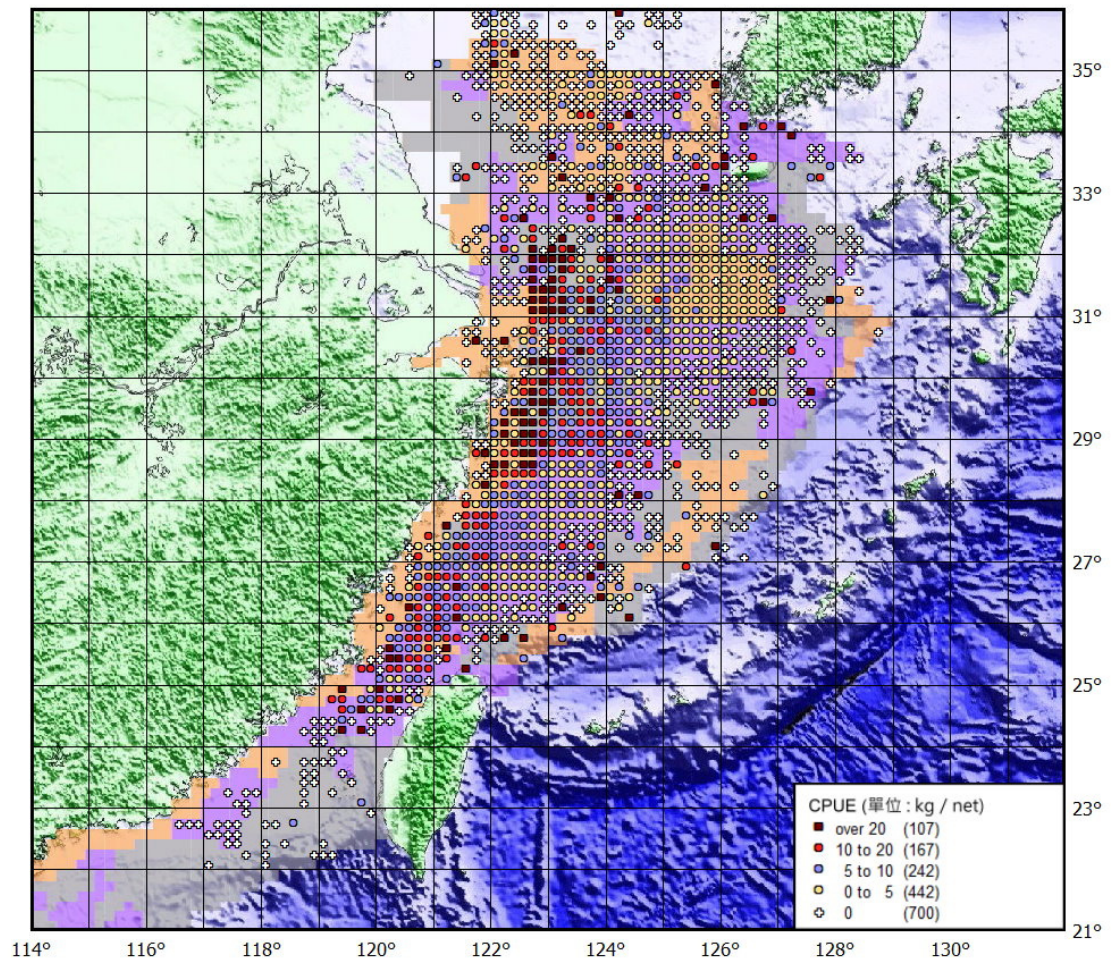 35°
33°
31°
29°
27°
25°
23°
21°
CPUE (單位 : kg / net)
over 20 (107)
10 to 20 (167)
5 to 10 (242)
0 to 5 (442)
0 (700)
114° 116° 118° 120° 122° 124° 126° 128° 130°